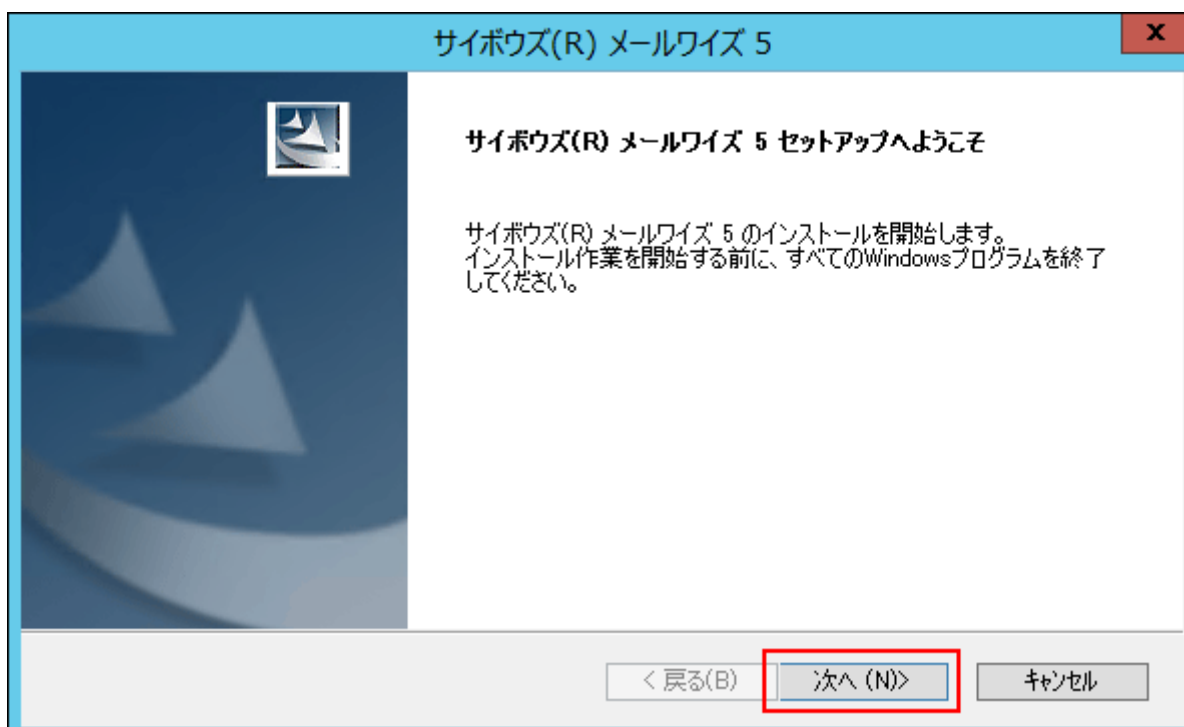 サイボウズ(R) メールワイズ 5
x
サイボウズ(R) メールワイズ 5 セットアップへようこそ
サイボウズ(R) メールワイズ 5 のインストールを開始します。
インストール作業を開始する前に、すべてのWindowsプログラムを終了
してください。
< 戻る(B)
次へ (N)>
キャンセル